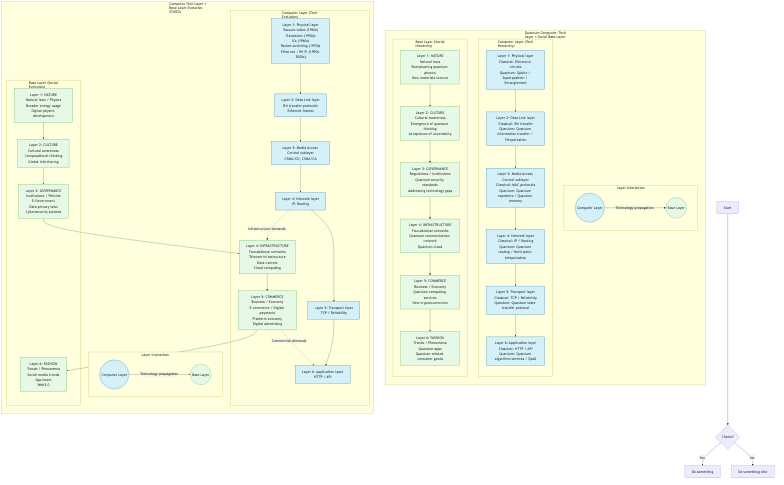 Computer Tech Layer +
Base Layer Evolution
(FIXED)
Computer Layer (Tech
Evolution)
Layer 1: Physical layer
Vacuum tubes (1940s)
Transistors (1950s)
ICs (1960s)
Packet switching (1970s)
Ethernet / Wi-Fi (1990s-
2000s)
Layer 2: Data Link layer
Bit transfer protocols
Ethernet frames
Layer 3: Media Access
Control sublayer
CSMA/CD, CSMA/CA
Layer 4: Network layer
IP, Routing
Base Layer (Social
Evolution)
Layer 1: NATURE
Natural laws / Physics
Broader energy usage
Digital physics
development
Layer 2: CULTURE
Cultural awareness
Computational thinking
Global info sharing
Layer 3: GOVERNANCE
Institutions / Policies
E-Government
Data privacy laws
Cybersecurity systems
Infrastructure demands
Layer 4: INFRASTRUCTURE
Foundational networks
Telecom infrastructure
Data centers
Cloud computing
Layer 5: COMMERCE
Business / Economy
E-commerce / Digital
payments
Platform economy
Digital advertising
Layer 5: Transport layer
TCP / Reliability
Commercial demands
Layer 6: FASHION
Trends / Phenomena
Social media trends
App boom
Web3.0
Layer Interaction
Computer Layer
Technology propagation
Base Layer
Layer 6: Application layer
HTTP / API
Quantum Computer Tech
Layer + Social Base Layer
Base Layer (Social
Hierarchy)
Layer 1: NATURE
Natural laws
Reevaluating quantum
physics
New materials science
Layer 2: CULTURE
Cultural awareness
Emergence of quantum
thinking
Acceptance of uncertainty
Layer 3: GOVERNANCE
Regulations / Institutions
Quantum security
standards
Addressing technology gaps
Layer 4: INFRASTRUCTURE
Foundational networks
Quantum communication
network
Quantum cloud
Layer 5: COMMERCE
Business / Economy
Quantum computing
services
New cryptocurrencies
Layer 6: FASHION
Trends / Phenomena
Quantum apps
Quantum-related
consumer goods
Computer Layer (Tech
Hierarchy)
Layer 1: Physical layer
Classical: Electronic
circuits
Quantum: Qubits /
Superposition /
Entanglement
Layer 2: Data Link layer
Classical: Bit transfer
Quantum: Quantum
information transfer /
Teleportation
Layer 3: Media Access
Control sublayer
Classical: MAC protocols
Quantum: Quantum
repeaters / Quantum
memory
Layer 4: Network layer
Classical: IP / Routing
Quantum: Quantum
routing / Multi-point
teleportation
Layer 5: Transport layer
Classical: TCP / Reliability
Quantum: Quantum state
transfer protocol
Layer 6: Application layer
Classical: HTTP / API
Quantum: Quantum
algorithm services / QaaS
Layer Interaction
Computer Layer
Technology propagation
Base Layer
Start
Choice?
Yes
No
Do something
Do something else